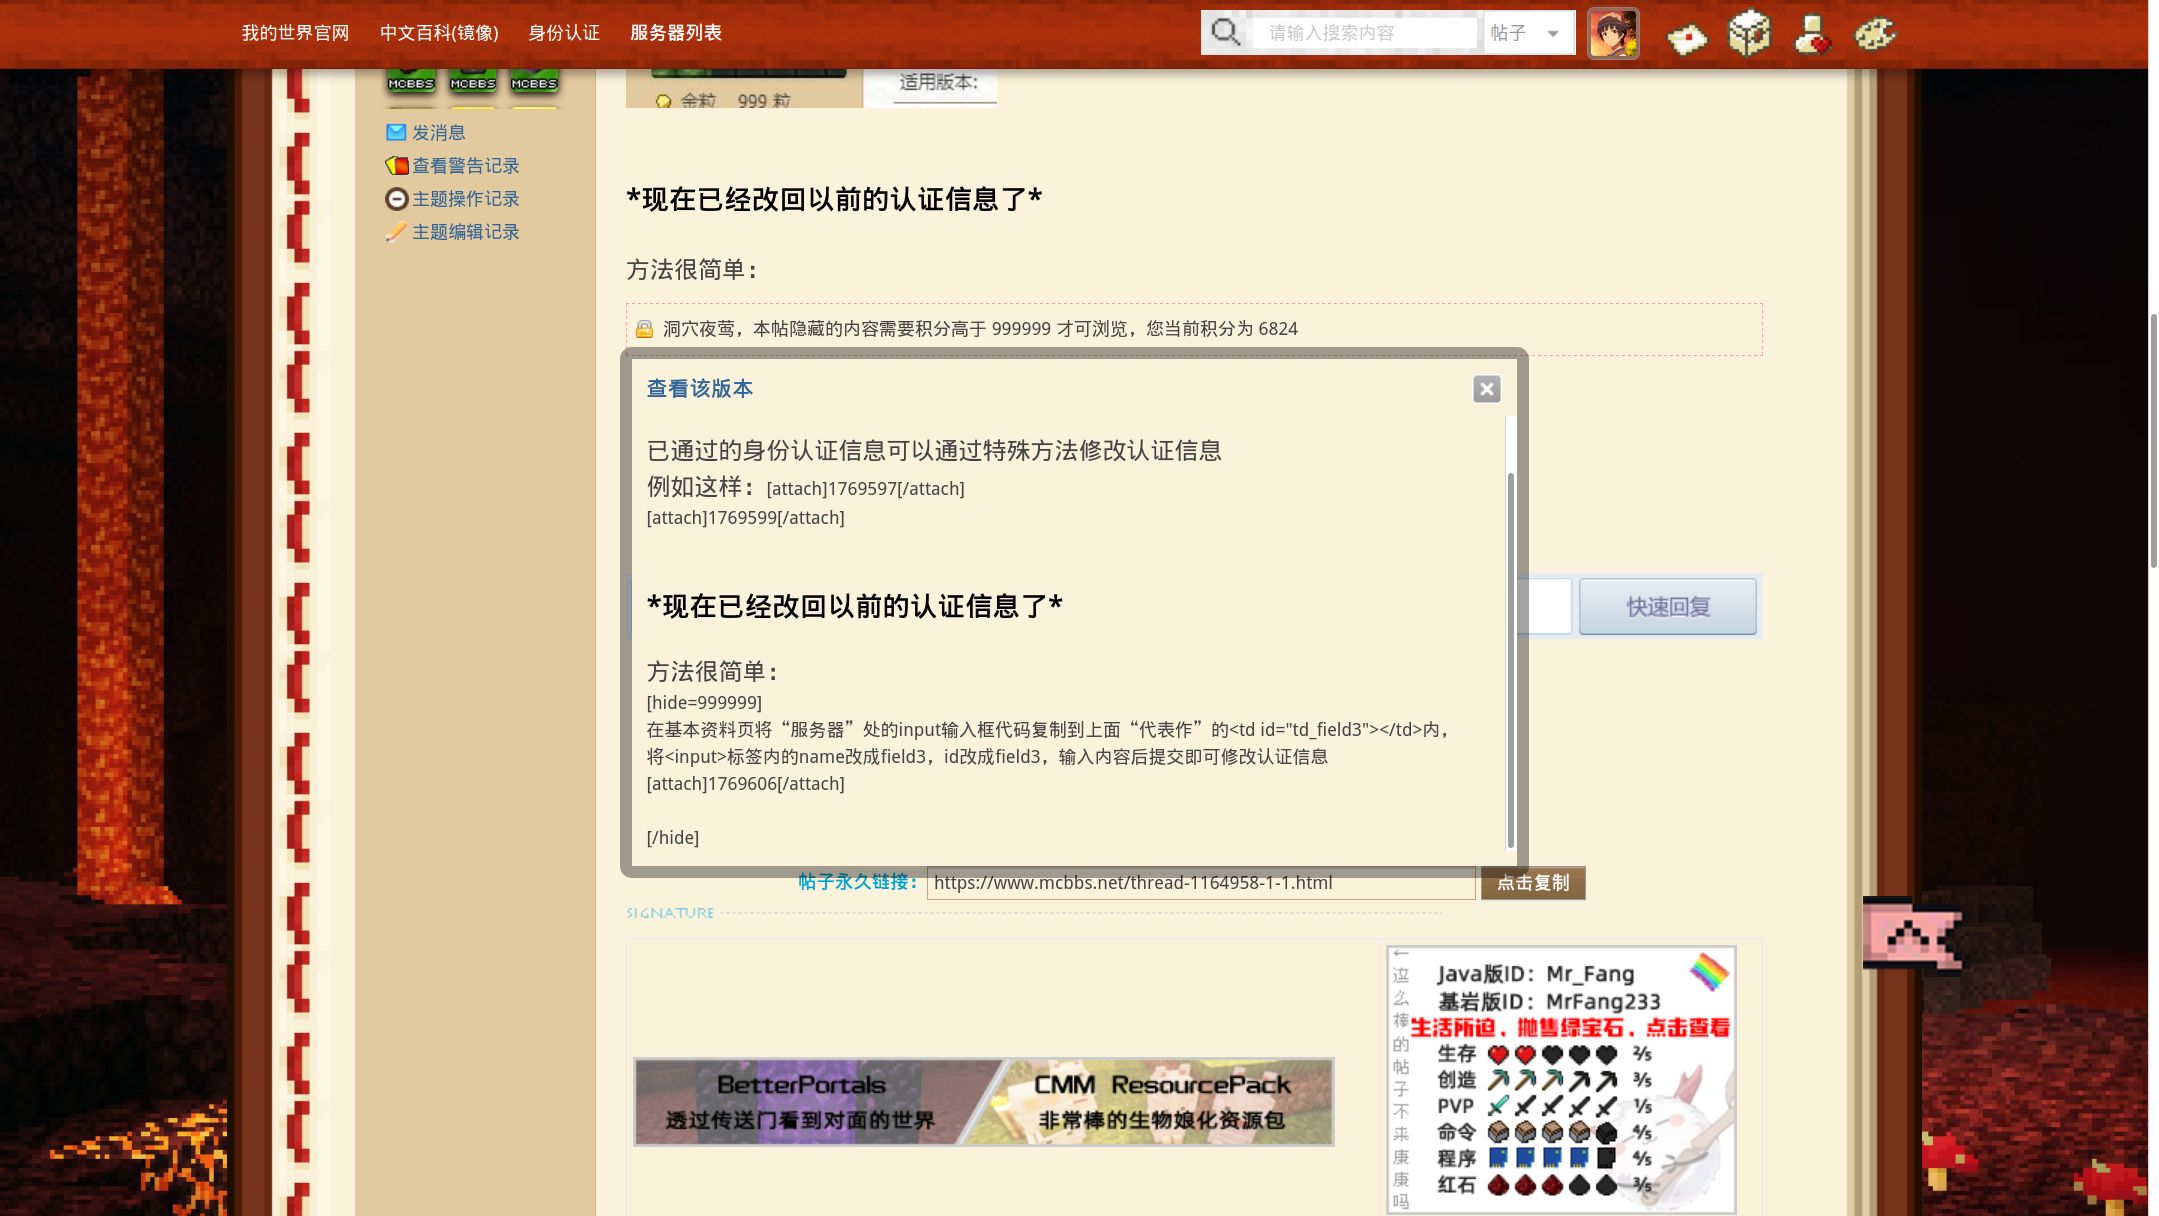 我的世界官网 中文百科(镜像) 身份认证 服务器列表
请输入搜索内容 帖子
MCBBS MCBBS MCBBS
适用版本:
金粒 999 粒
发消息
查看警告记录
主题操作记录
主题编辑记录
*现在已经改回以前的认证信息了*
方法很简单：
洞穴夜莺，本帖隐藏的内容需要积分高于 999999 才可浏览，您当前积分为 6824
查看该版本
已通过的身份认证信息可以通过特殊方法修改认证信息
例如这样：[attach]1769597[/attach]
[attach]1769599[/attach]
*现在已经改回以前的认证信息了*
方法很简单：
[hide=999999]
在基本资料页将“服务器”处的input输入框代码复制到上面“代表作”的<td id="td_field3"></td>内，
将<input>标签内的name改成field3，id改成field3，输入内容后提交即可修改认证信息
[attach]1769606[/attach]
[/hide]
快速回复
帖子永久链接： https://www.mcbbs.net/thread-1164958-1-1.html 点击复制
SIGNATURE
BetterPortals
透过传送门看到对面的世界
CMM ResourcePack
非常棒的生物娘化资源包
←这么棒的帖子不来康康吗
Java版ID：Mr_Fang
基岩版ID：MrFang233
生活所迫，抛售绿宝石，点击查看
生存 2/5
创造 3/5
PVP 1/5
命令 4/5
程序 4/5
红石 3/5